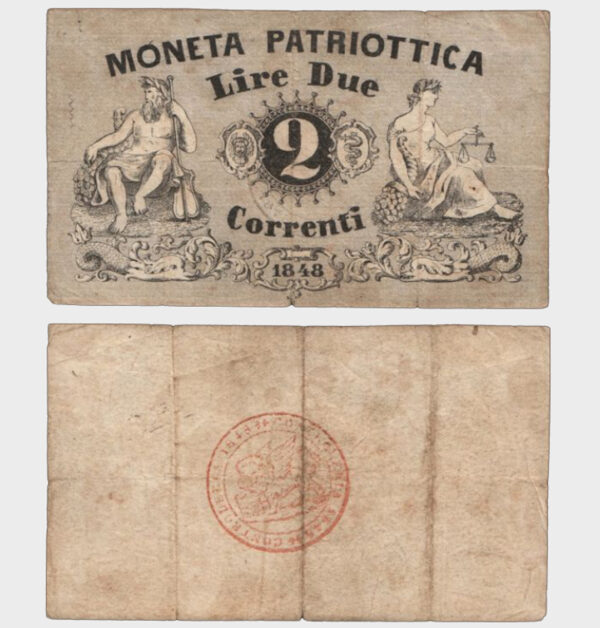 MONETA PATRIOTTICA
Lire Due
2
Correnti
1848